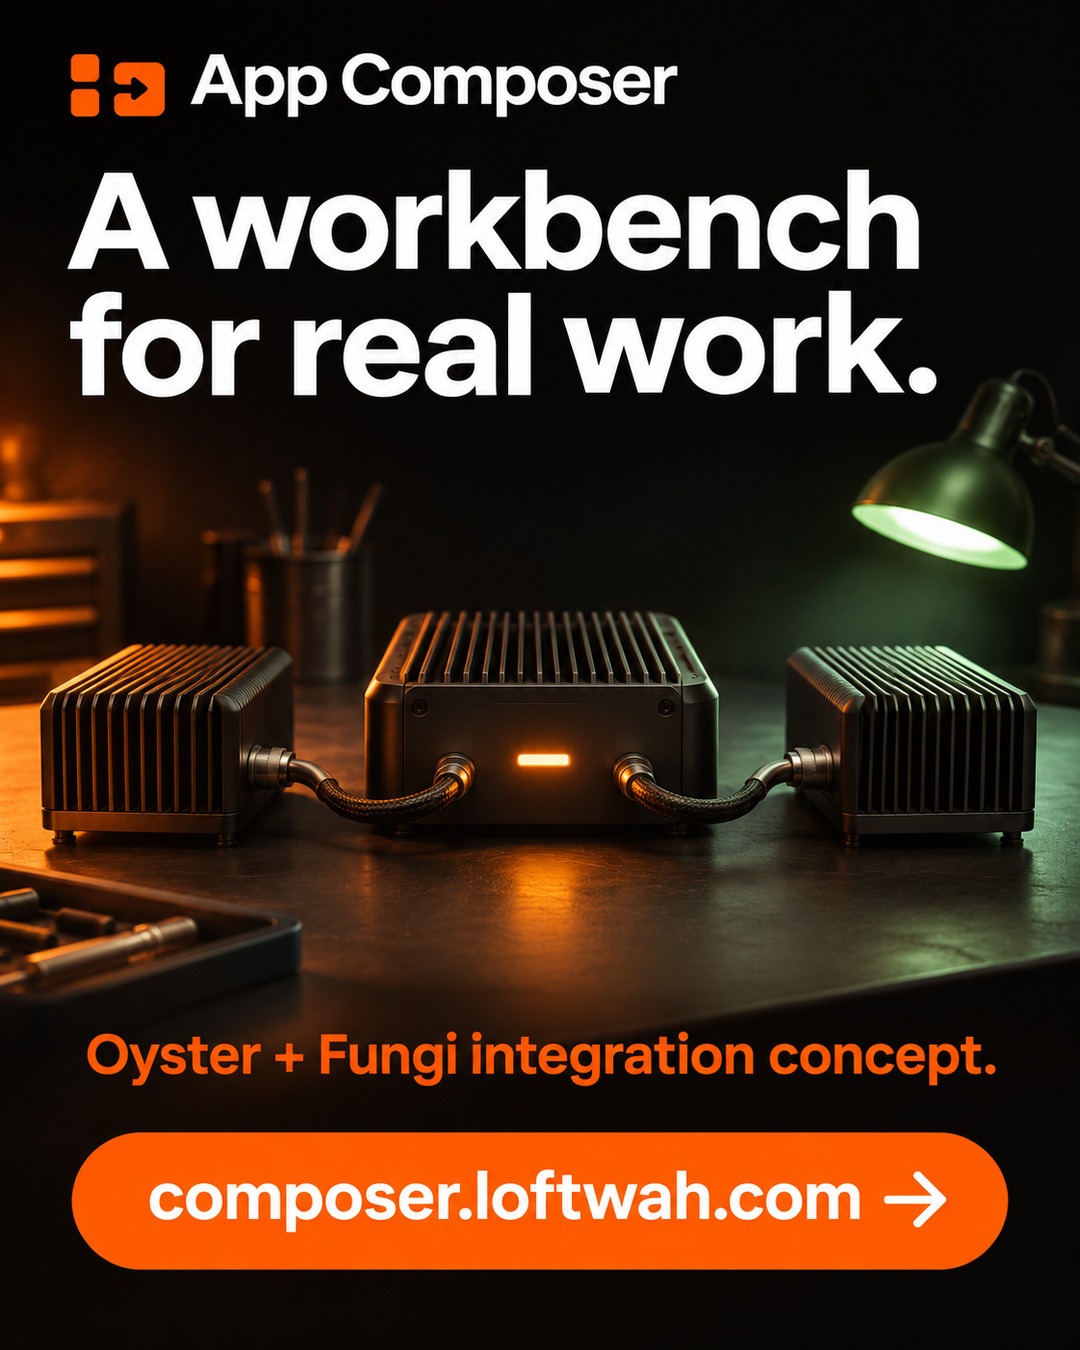 App Composer
A workbench
for real work.
Oyster + Fungi integration concept.
composer.loftwah.com →